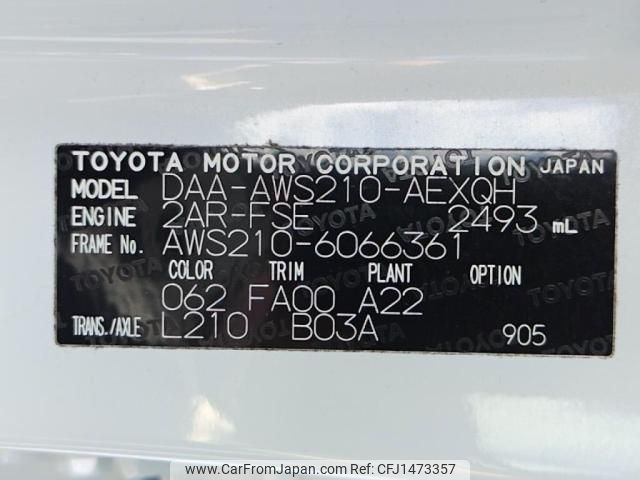 TOYOTA MOTOR CORPORATION JAPAN
MODEL DAA-AWS210-AEXQH
ENGINE 2AR-FSE 2493 mL
FRAME No. AWS210-6066361
COLOR TRIM PLANT OPTION
062 FA00 A22
TRANS./AXLE L210 B03A 905
www.CarFromJapan.com - CFJ1473357